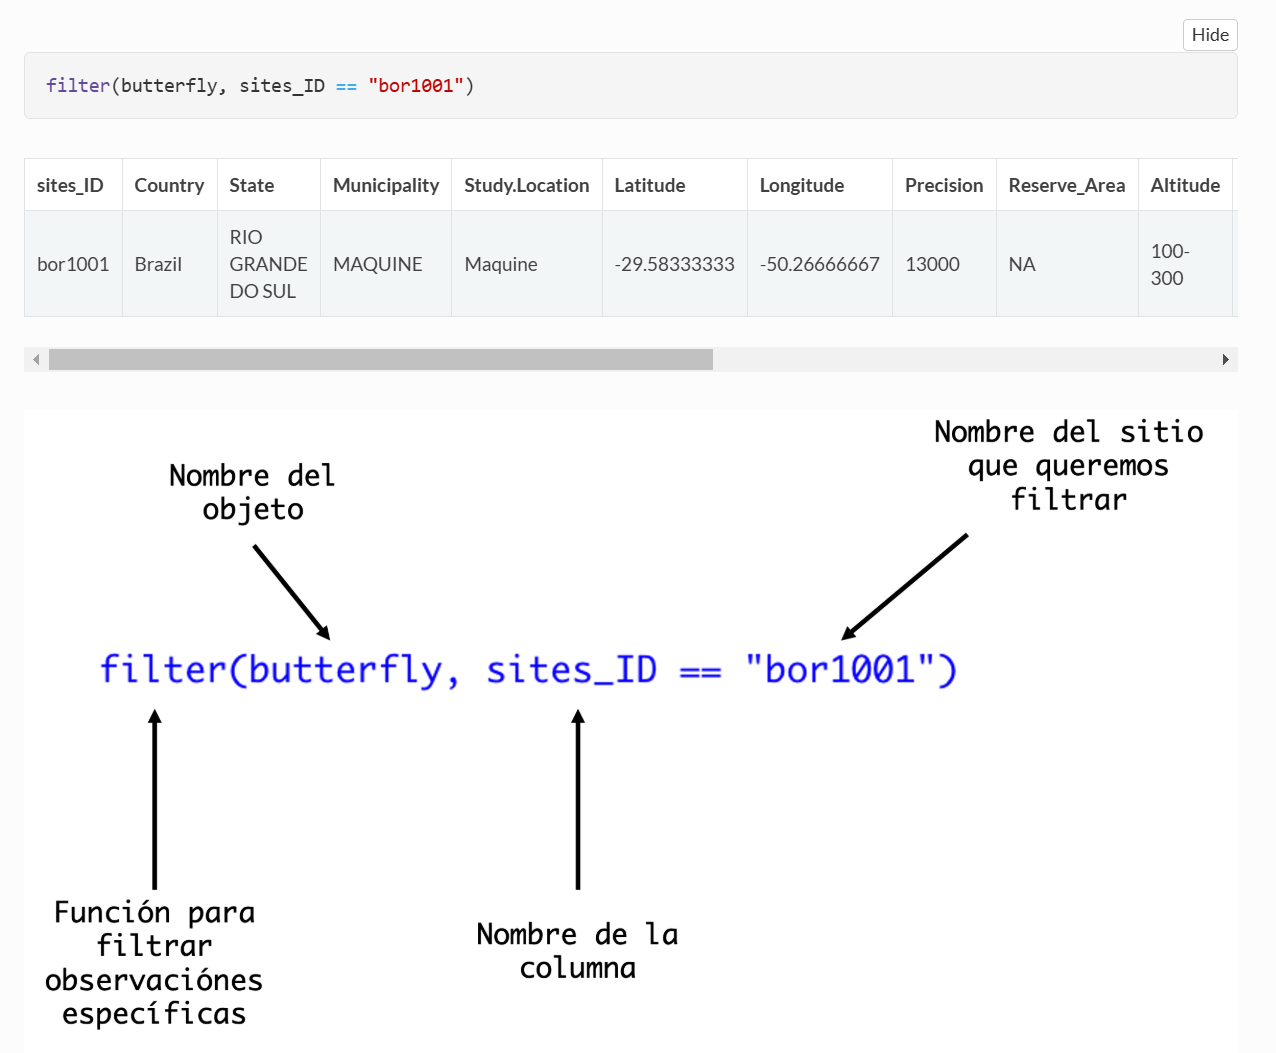 Hide
filter(butterfly, sites_ID == "bor1001")
sites_ID Country State Municipality Study.Location Latitude Longitude Precision Reserve_Area Altitude
bor1001 Brazil RIO GRANDE DO SUL MAQUINE Maquine -29.58333333 -50.26666667 13000 NA 100-300
Nombre del
objeto
Nombre del sitio
que queremos
filtrar
filter(butterfly, sites_ID == "bor1001")
Función para
filtrar
observaciónes
específicas
Nombre de la
columna